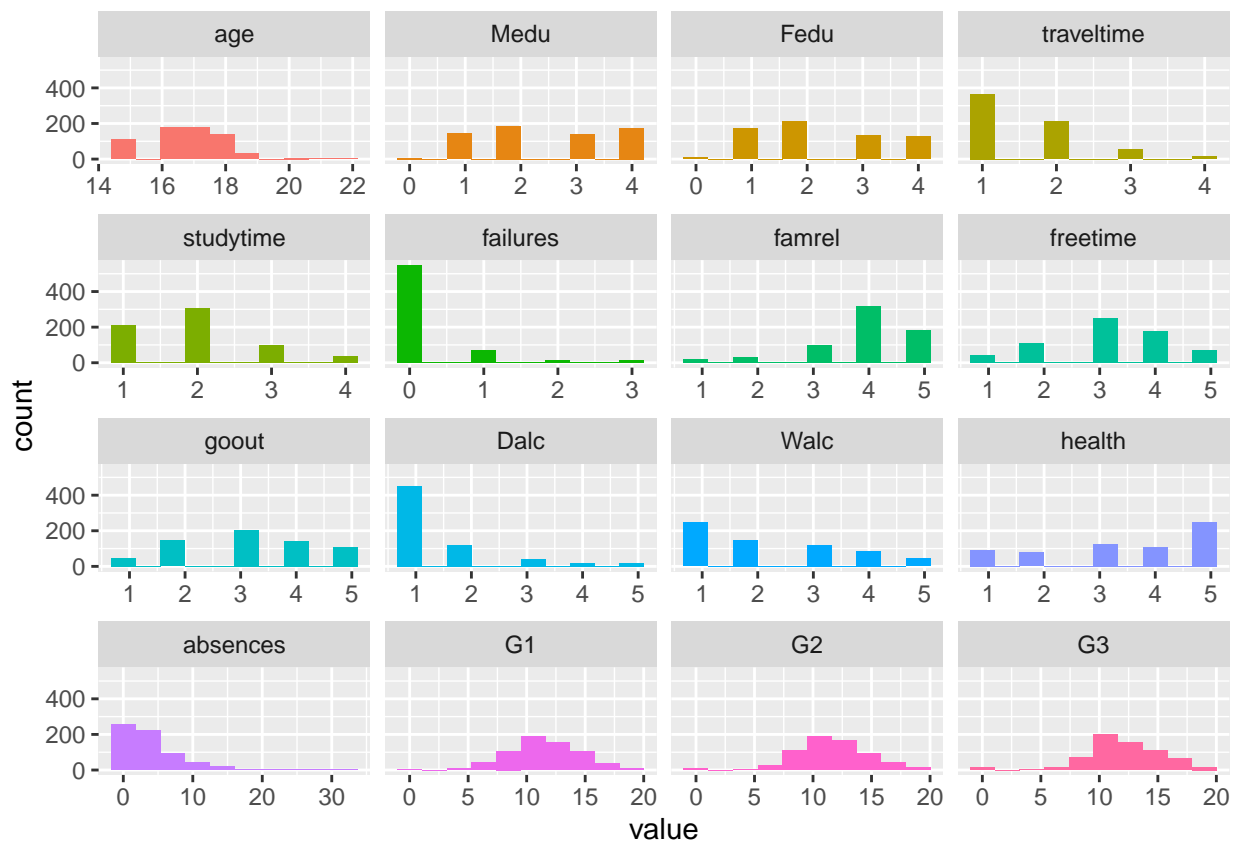 age Medu Fedu traveltime
400
200
0
14 16 18 20 22 0 1 2 3 4 0 1 2 3 4 1 2 3 4
studytime failures famrel freetime
400
200
0
1 2 3 4 0 1 2 3 1 2 3 4 5 1 2 3 4 5
count
goout Dalc Walc health
400
200
0
1 2 3 4 5 1 2 3 4 5 1 2 3 4 5 1 2 3 4 5
absences G1 G2 G3
400
200
0
0 10 20 30 0 5 10 15 20 0 5 10 15 20 0 5 10 15 20
value